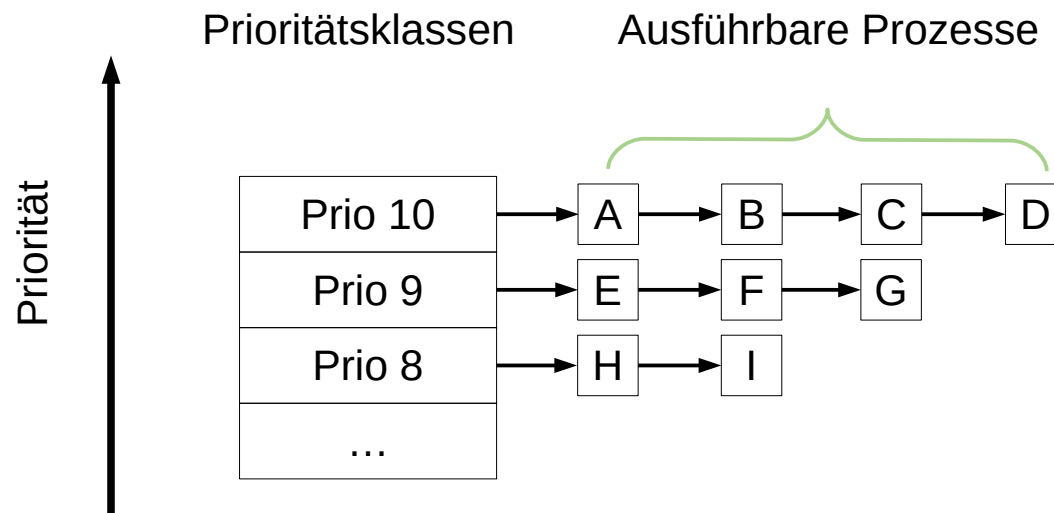 Prioritätsklassen Ausführbare Prozesse
Priorität
Prio 10 A B C D
Prio 9 E F G
Prio 8 H I
...